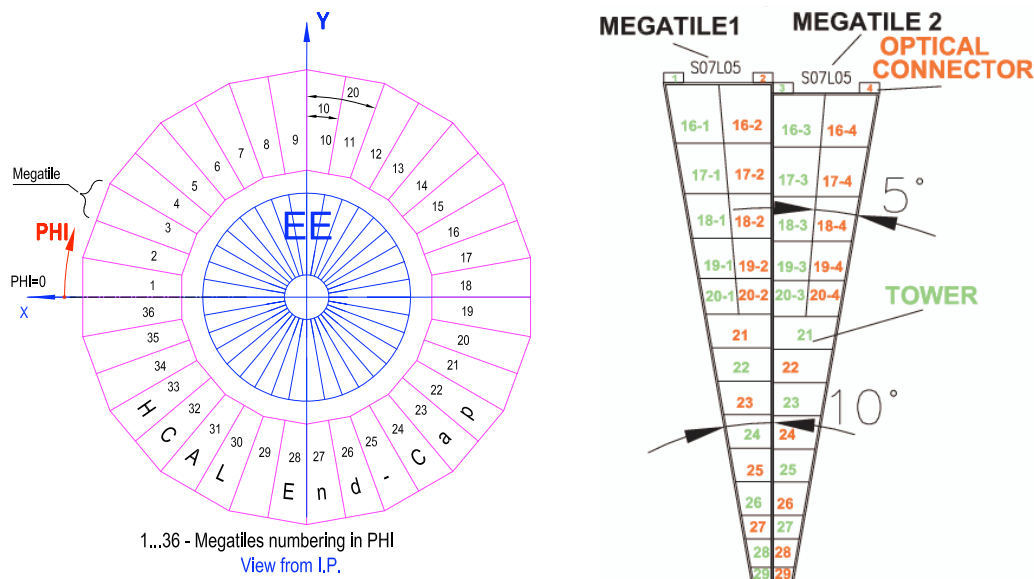 Y
20
10
9
10
8
11
7
12
6
13
5
14
4
15
3
16
2
17
1
18
36
19
35
20
34
21
33
22
32
23
31
24
30
25
29
26
28
27
Megatile
PHI
PHI=0
X
EE
HCAL End-Cap
1...36 - Megatiles numbering in PHI
View from I.P.
MEGATILE1
MEGATILE 2
OPTICAL
CONNECTOR
S07L05
S07L05
1 2 3 4
16-1 16-2 16-3 16-4
17-1 17-2 17-3 17-4
5°
18-1 18-2 18-3 18-4
19-1 19-2 19-3 19-4
20-1 20-2 20-3 20-4
TOWER
21 21
22 22
23 23
10°
24 24
25 25
26 26
27 27
28 28
29 29